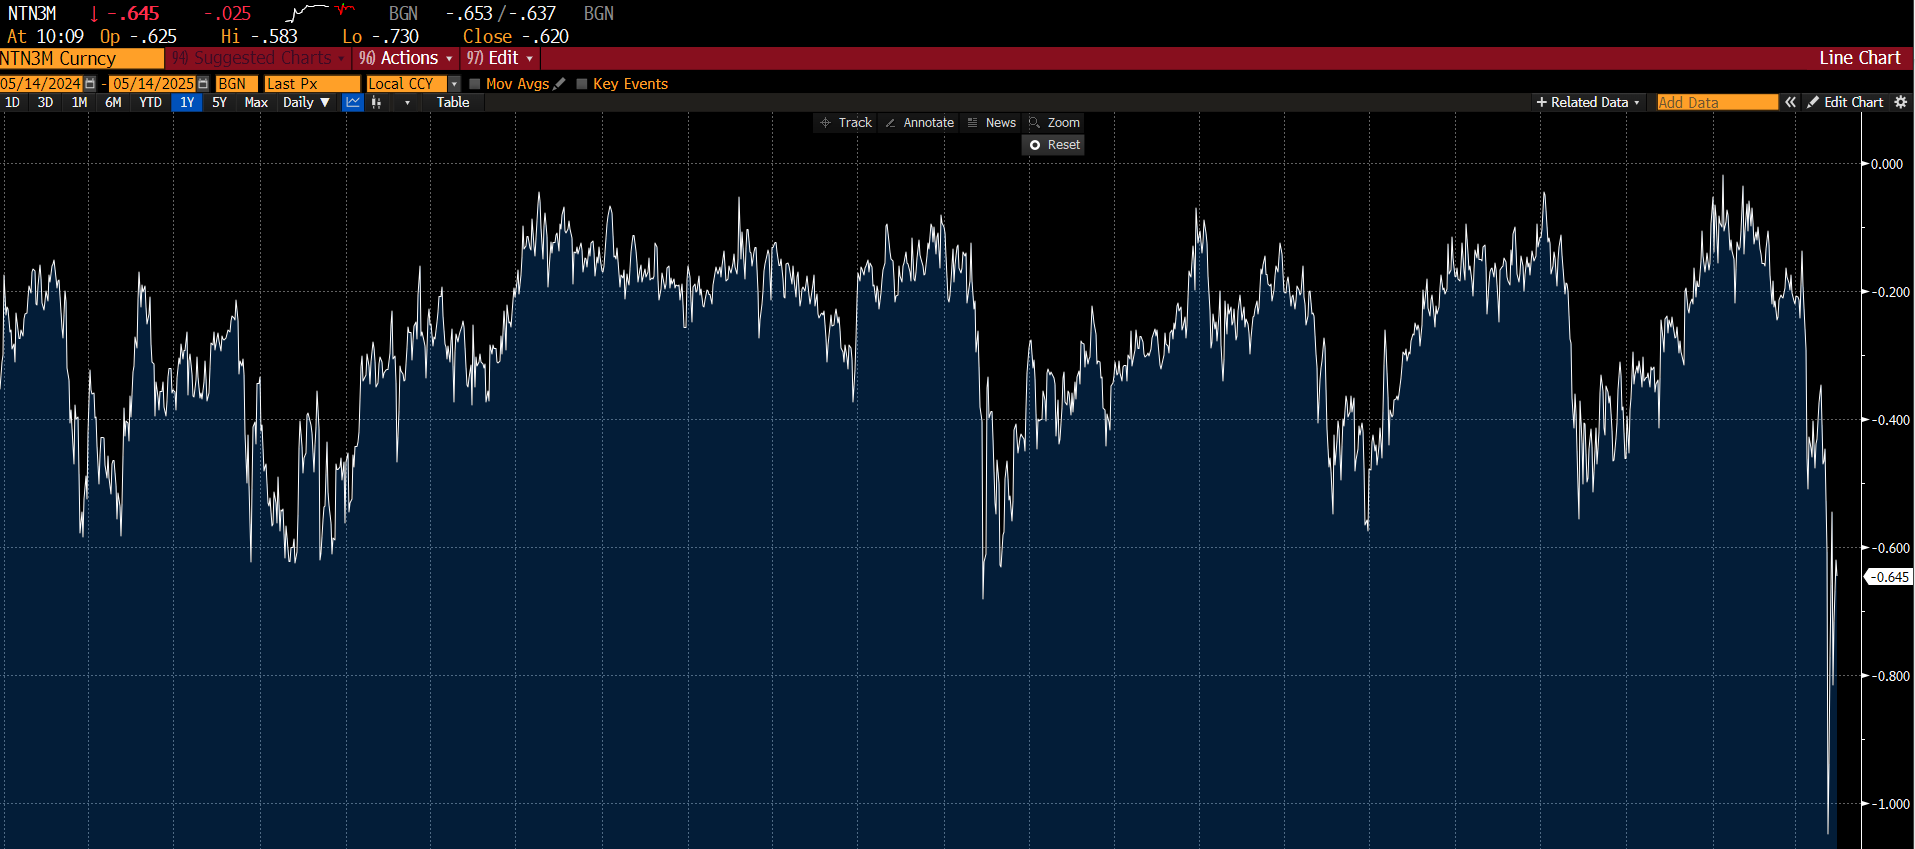 NTN3M ↓ -.645 -.025 BGN -.653 / -.637 BGN
At 10:09 Op -.625 Hi -.583 Lo -.730 Close -.620
NTN3M Curncy 94) Suggested Charts 96) Actions 97) Edit Line Chart
05/14/2024 - 05/14/2025 BGN Last Px Local CCY Mov Avgs Key Events
1D 3D 1M 6M YTD 1Y 5Y Max Daily ▼ Table + Related Data Add Data « Edit Chart
Track Annotate News Zoom
Reset
0.000
-0.200
-0.400
-0.600
-0.645
-0.800
-1.000